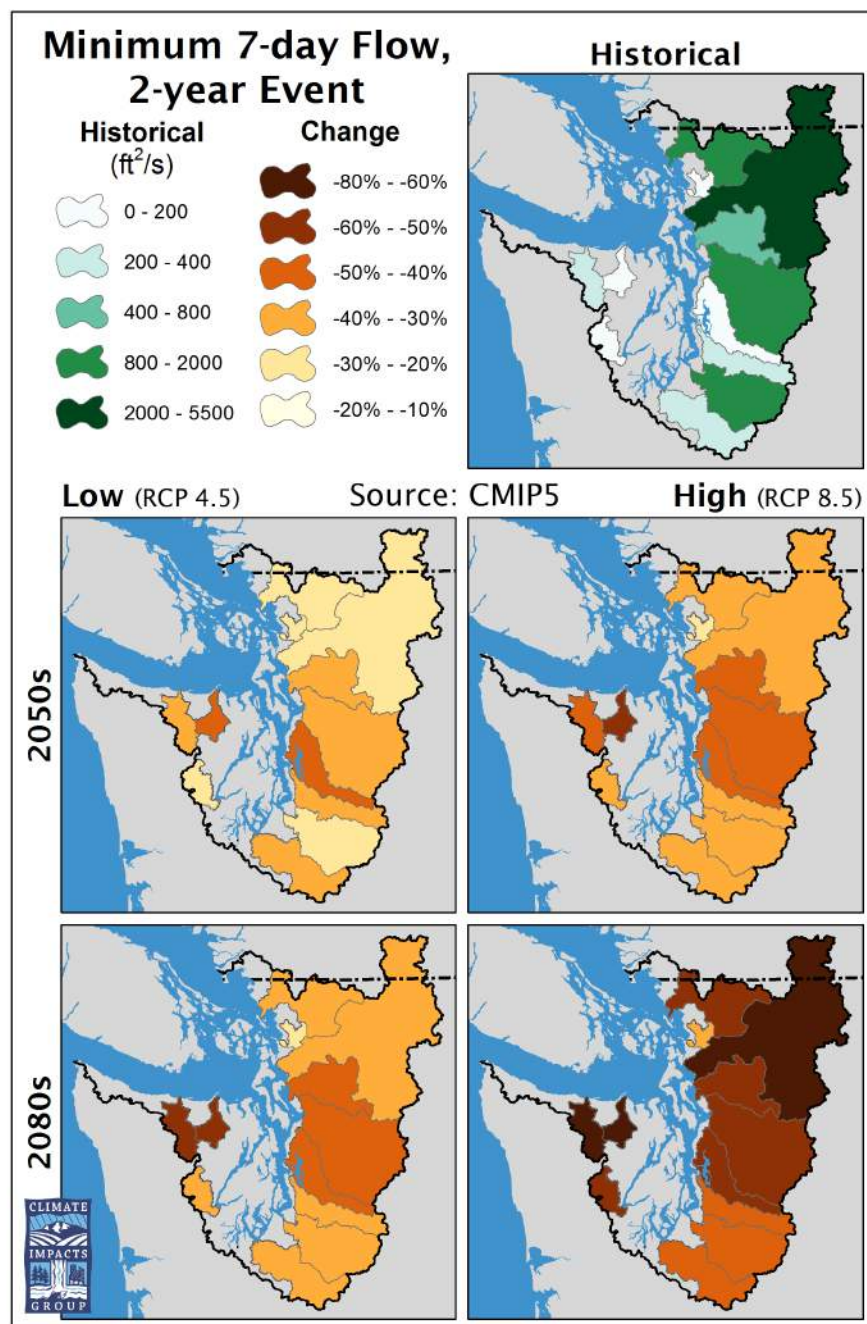 Minimum 7-day Flow,
2-year Event
Historical
(ft²/s)
0 - 200
200 - 400
400 - 800
800 - 2000
2000 - 5500
Change
-80% - -60%
-60% - -50%
-50% - -40%
-40% - -30%
-30% - -20%
-20% - -10%
Historical
Low (RCP 4.5) Source: CMIP5 High (RCP 8.5)
2050s
2080s
CLIMATE
IMPACTS
GROUP